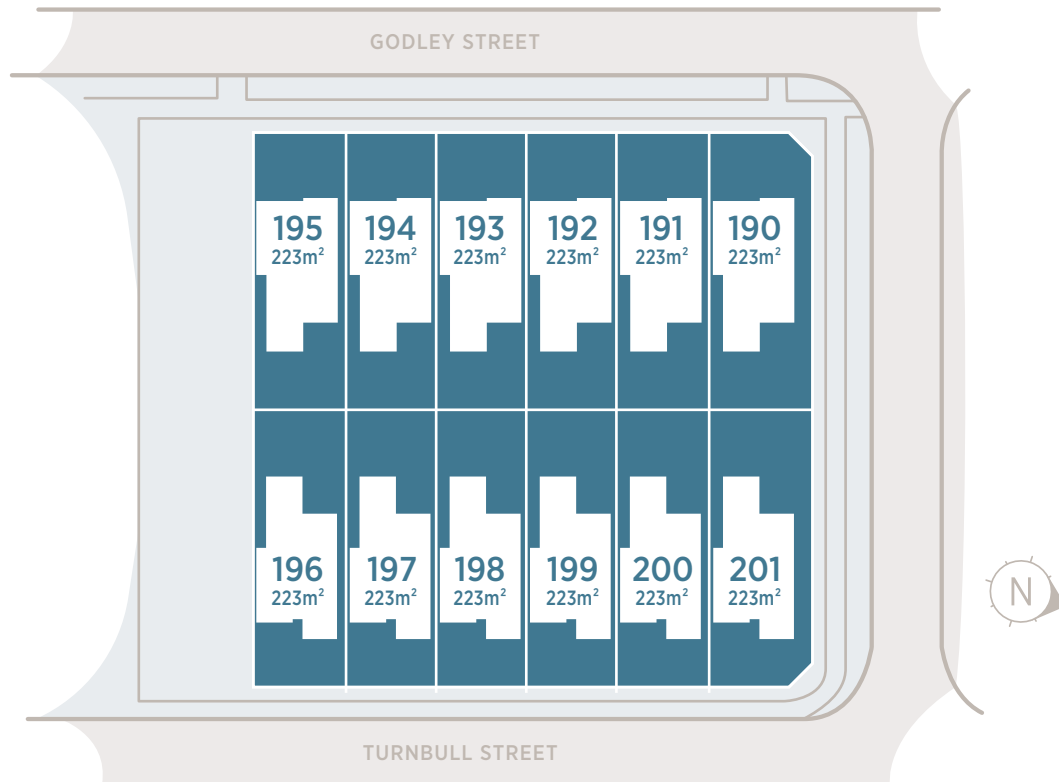 GODLEY STREET
195 194 193 192 191 190
223m² 223m² 223m² 223m² 223m² 223m²
196 197 198 199 200 201
223m² 223m² 223m² 223m² 223m² 223m²
N
TURNBULL STREET